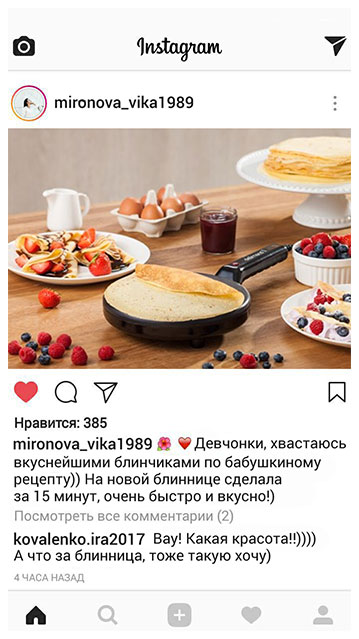 Instagram
mironova_vika1989
Нравится: 385
mironova_vika1989 🌺 ❤️ Девчонки, хвастаюсь
вкуснейшими блинчиками по бабушкиному
рецепту)) На новой блиннице сделала
за 15 минут, очень быстро и вкусно!)
Посмотреть все комментарии (2)
kovalenko.ira2017 Вау! Какая красота!!))))
А что за блинница, тоже такую хочу)
4 ЧАСА НАЗАД